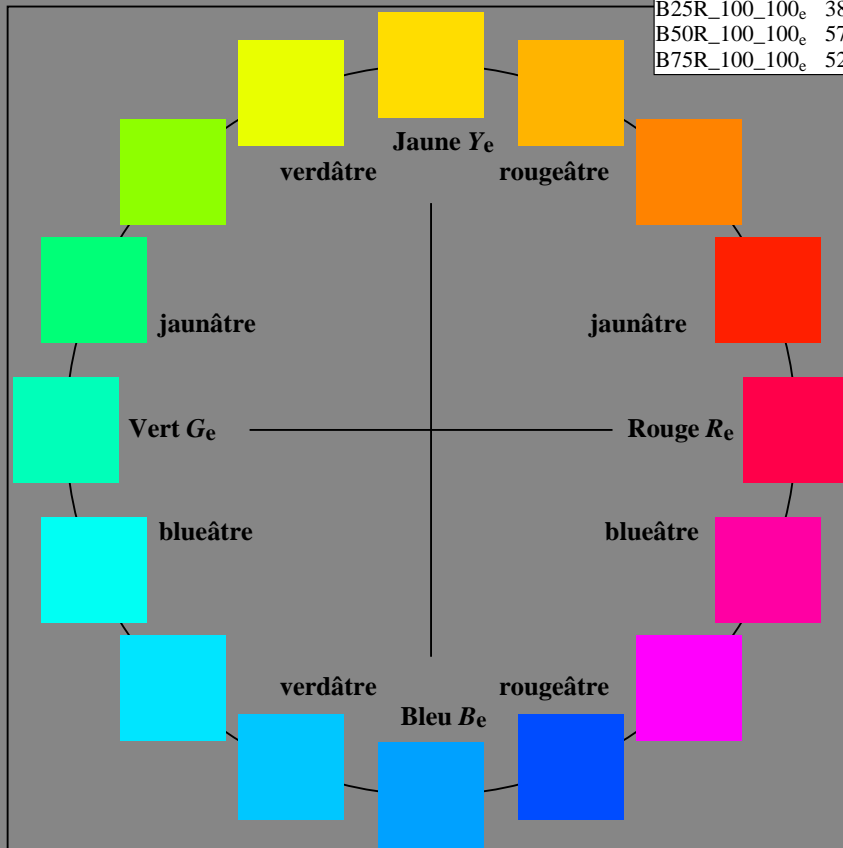 B25R_100_100e 38
B50R_100_100e 57
B75R_100_100e 52
Jaune Ye
verdâtre rougeâtre
jaunâtre jaunâtre
Vert Ge Rouge Re
blueâtre blueâtre
verdâtre rougeâtre
Bleu Be